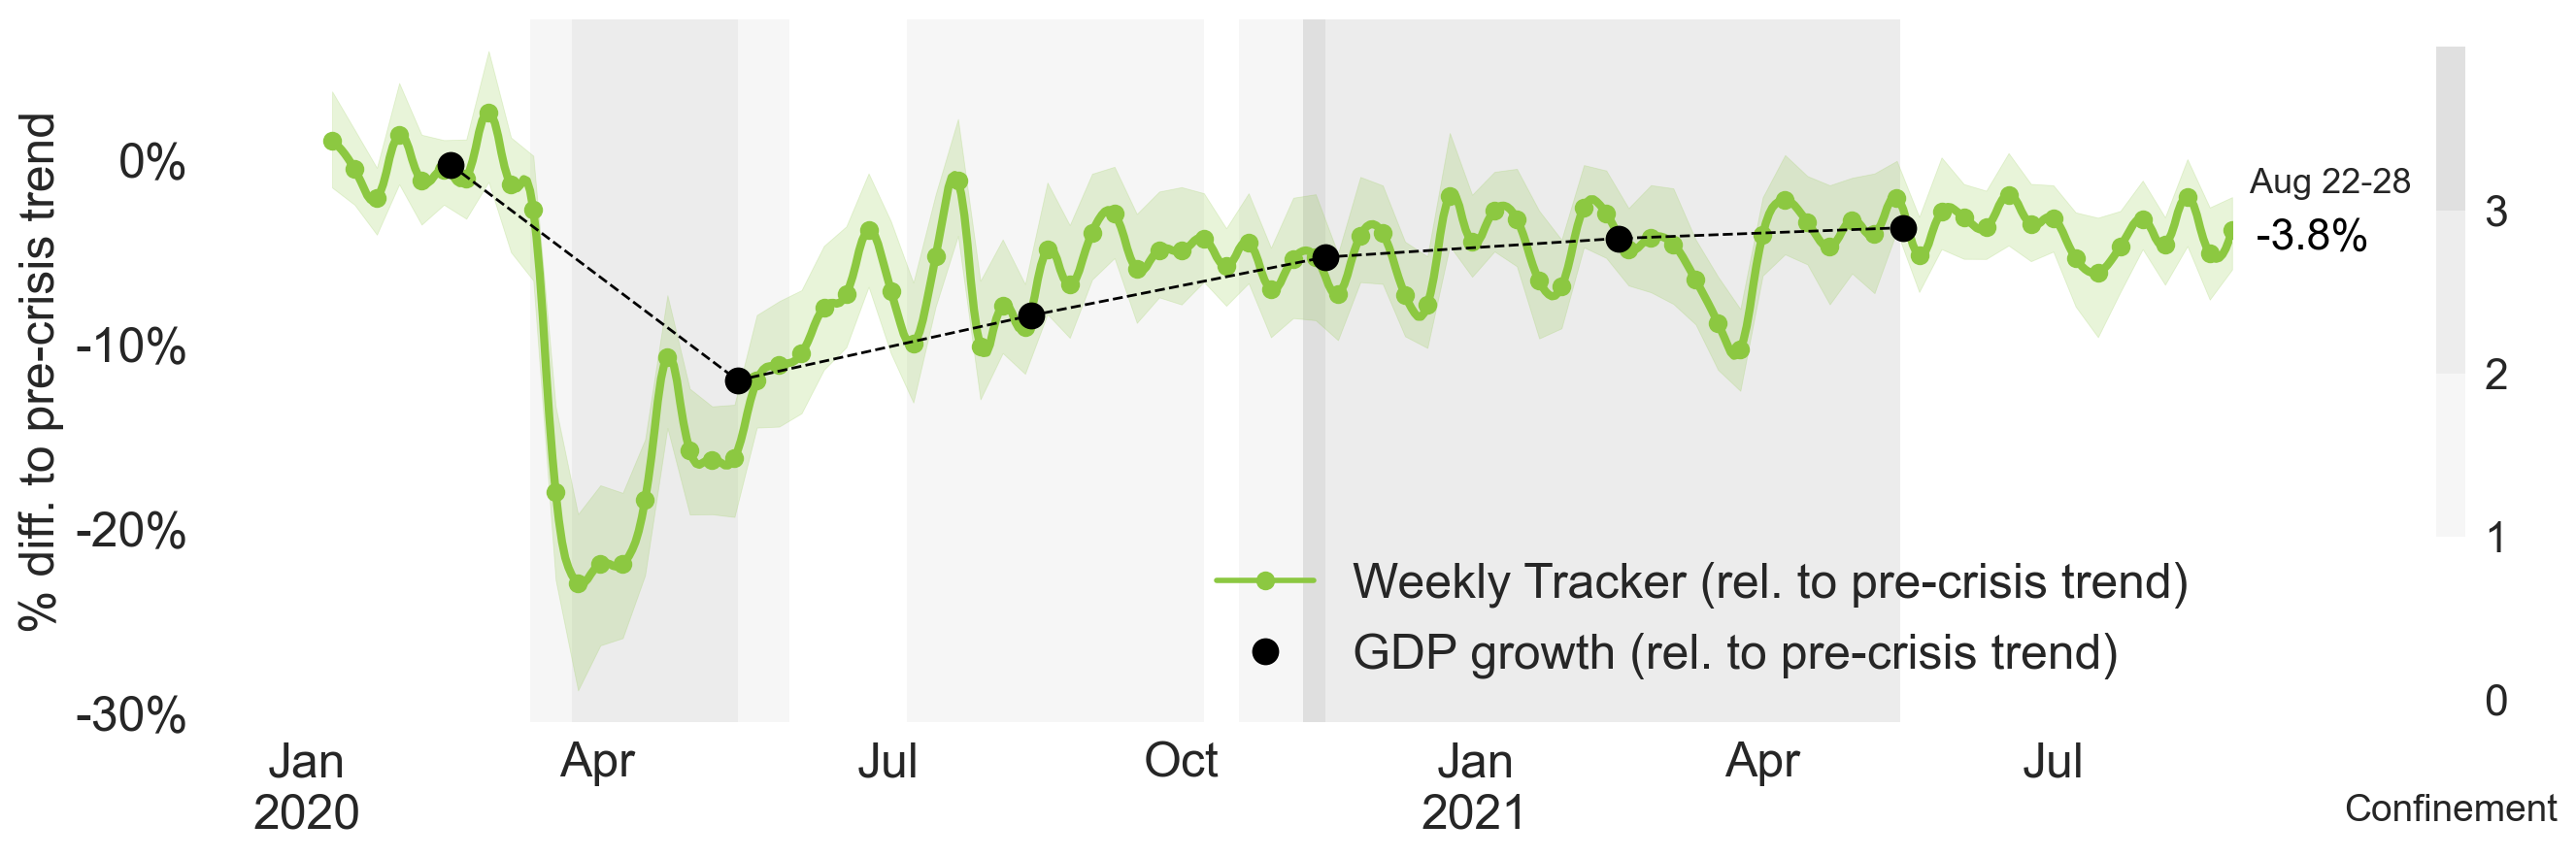 % diff. to pre-crisis trend
0%
-10%
-20%
-30%
Jan
2020
Apr
Jul
Oct
Jan
2021
Apr
Jul
Weekly Tracker (rel. to pre-crisis trend)
GDP growth (rel. to pre-crisis trend)
Aug 22-28
-3.8%
3
2
1
0
Confinement